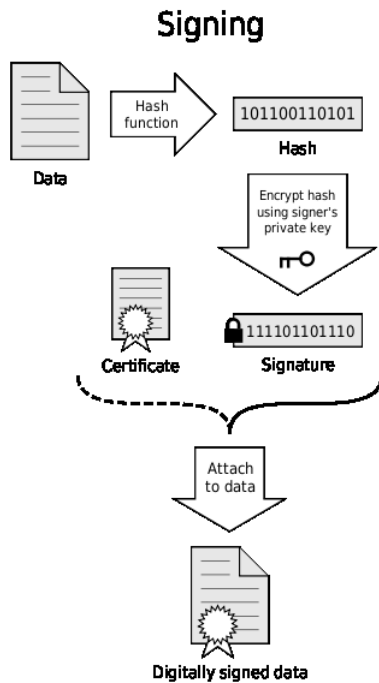 Signing
Hash
function
101100110101
Hash
Data
Encrypt hash
using signer's
private key
111101101110
Certificate
Signature
Attach
to data
Digitally signed data